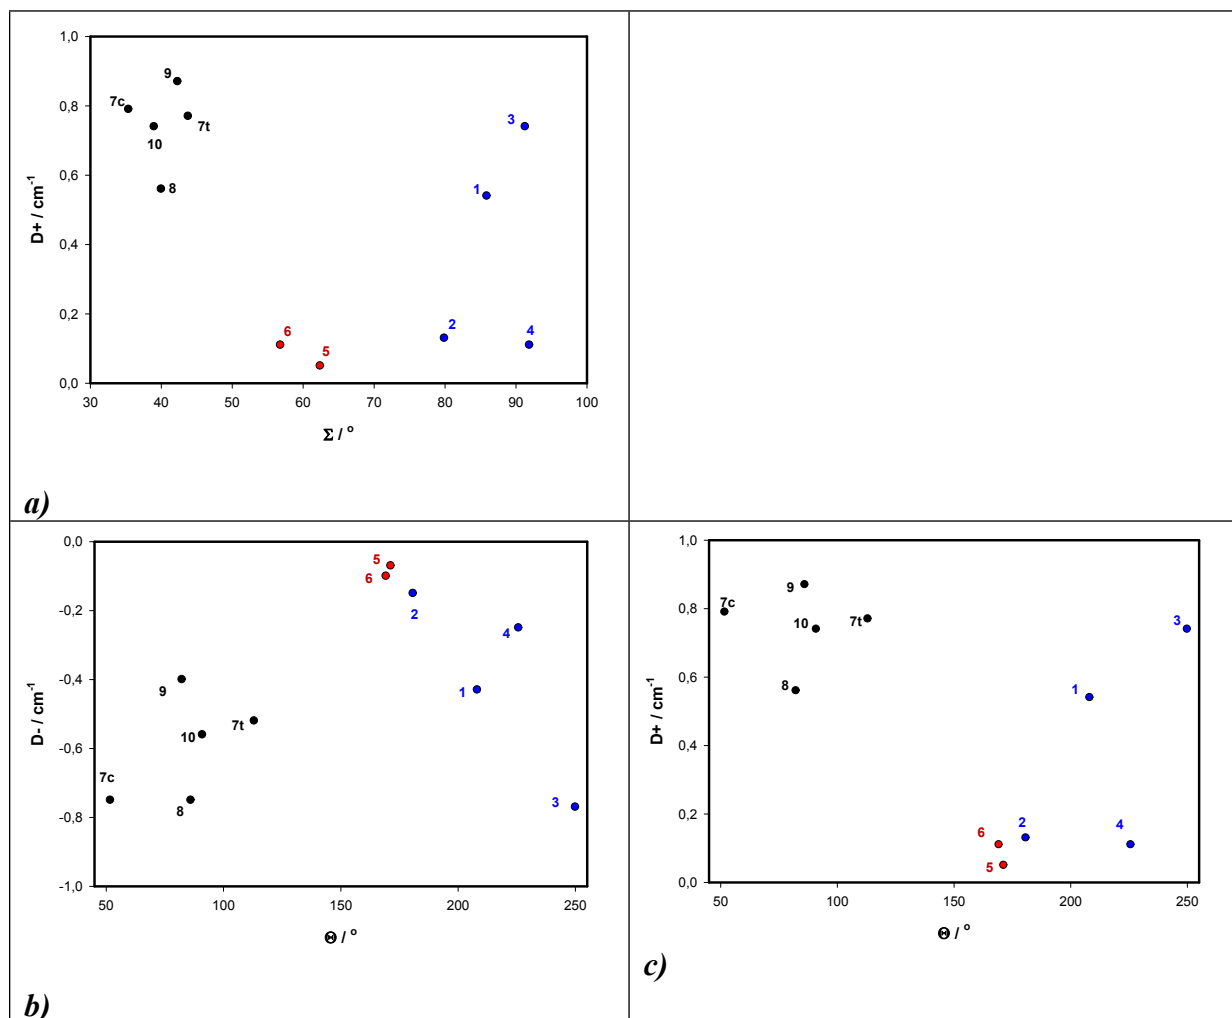 1,0
0,8
0,6
0,4
0,2
0,0
D+ / cm-1
30 40 50 60 70 80 90 100
Σ / o
9
7c
10
7t
8
3
1
6
5
2
4
a)
0,0
-0,2
-0,4
-0,6
-0,8
-1,0
D- / cm-1
50 100 150 200 250
Θ / o
5
6
2
4
9
1
7t
10
7c
8
3
b)
1,0
0,8
0,6
0,4
0,2
0,0
D+ / cm-1
50 100 150 200 250
Θ / o
9
7c
10
7t
3
8
1
6
2
4
5
c)